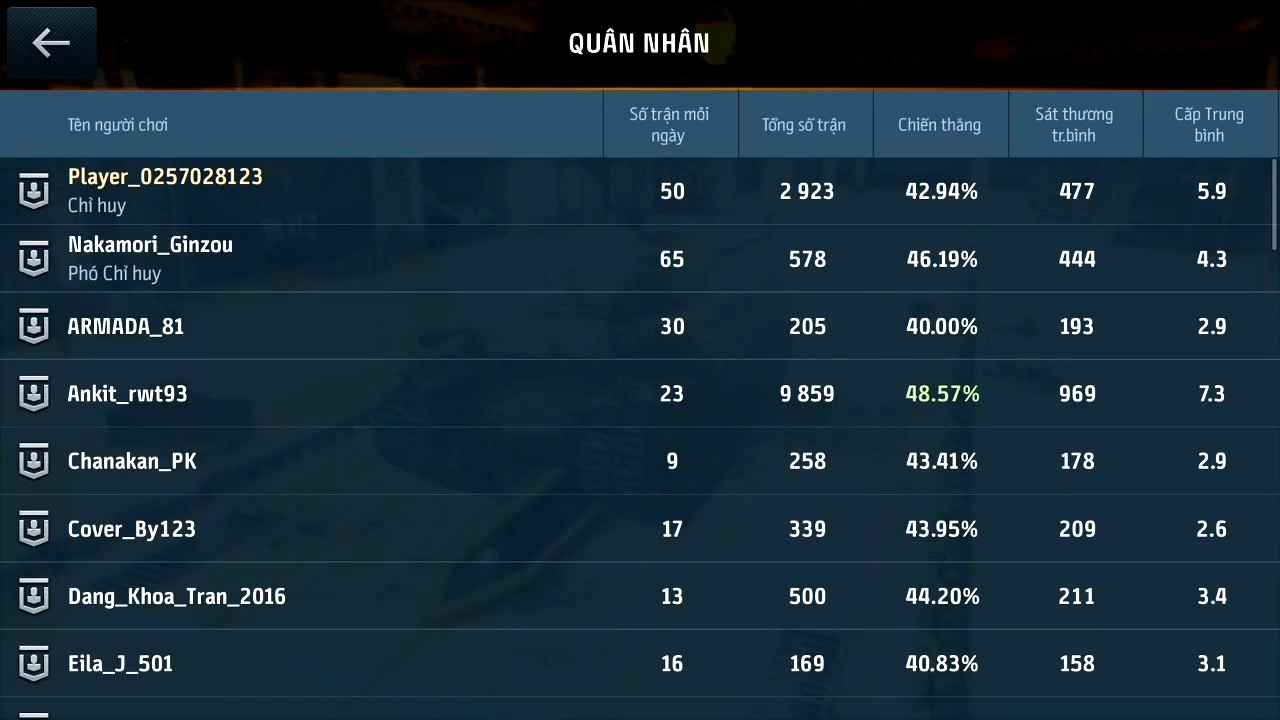 QUÂN NHÂN
Tên người chơi
Số trận mỗi ngày
Tổng số trận
Chiến thắng
Sát thương tr.bình
Cấp Trung bình
Player_0257028123
Chỉ huy
50 2 923 42.94% 477 5.9
Nakamori_Ginzou
Phó Chỉ huy
65 578 46.19% 444 4.3
ARMADA_81 30 205 40.00% 193 2.9
Ankit_rwt93 23 9 859 48.57% 969 7.3
Chanakan_PK 9 258 43.41% 178 2.9
Cover_By123 17 339 43.95% 209 2.6
Dang_Khoa_Tran_2016 13 500 44.20% 211 3.4
Eila_J_501 16 169 40.83% 158 3.1